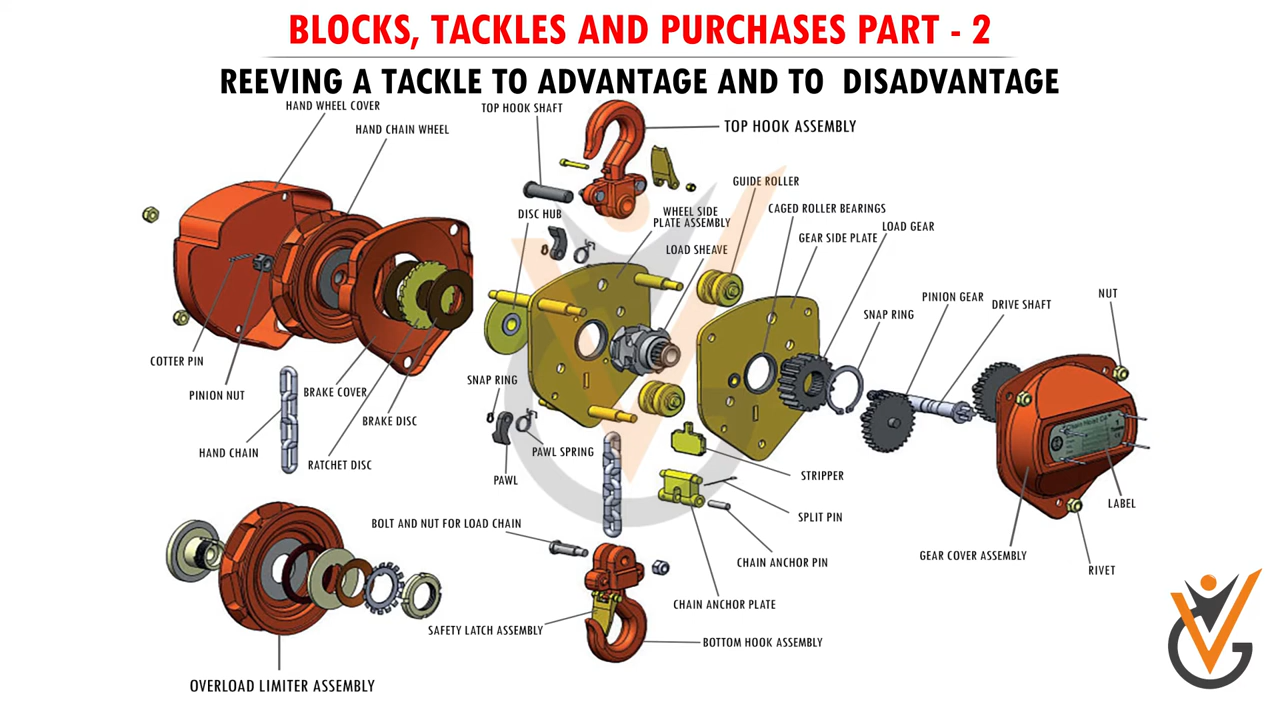 BLOCKS, TACKLES AND PURCHASES PART - 2
REEVING A TACKLE TO ADVANTAGE AND TO DISADVANTAGE
HAND WHEEL COVER
TOP HOOK SHAFT
HAND CHAIN WHEEL
TOP HOOK ASSEMBLY
GUIDE ROLLER
DISC HUB
WHEEL SIDE
PLATE ASSEMBLY
CAGED ROLLER BEARINGS
LOAD GEAR
LOAD SHEAVE
GEAR SIDE PLATE
PINION GEAR
DRIVE SHAFT
NUT
SNAP RING
COTTER PIN
PINION NUT
BRAKE COVER
SNAP RING
BRAKE DISC
HAND CHAIN
RATCHET DISC
PAWL SPRING
PAWL
STRIPPER
LABEL
SPLIT PIN
BOLT AND NUT FOR LOAD CHAIN
CHAIN ANCHOR PIN
GEAR COVER ASSEMBLY
RIVET
CHAIN ANCHOR PLATE
SAFETY LATCH ASSEMBLY
BOTTOM HOOK ASSEMBLY
OVERLOAD LIMITER ASSEMBLY